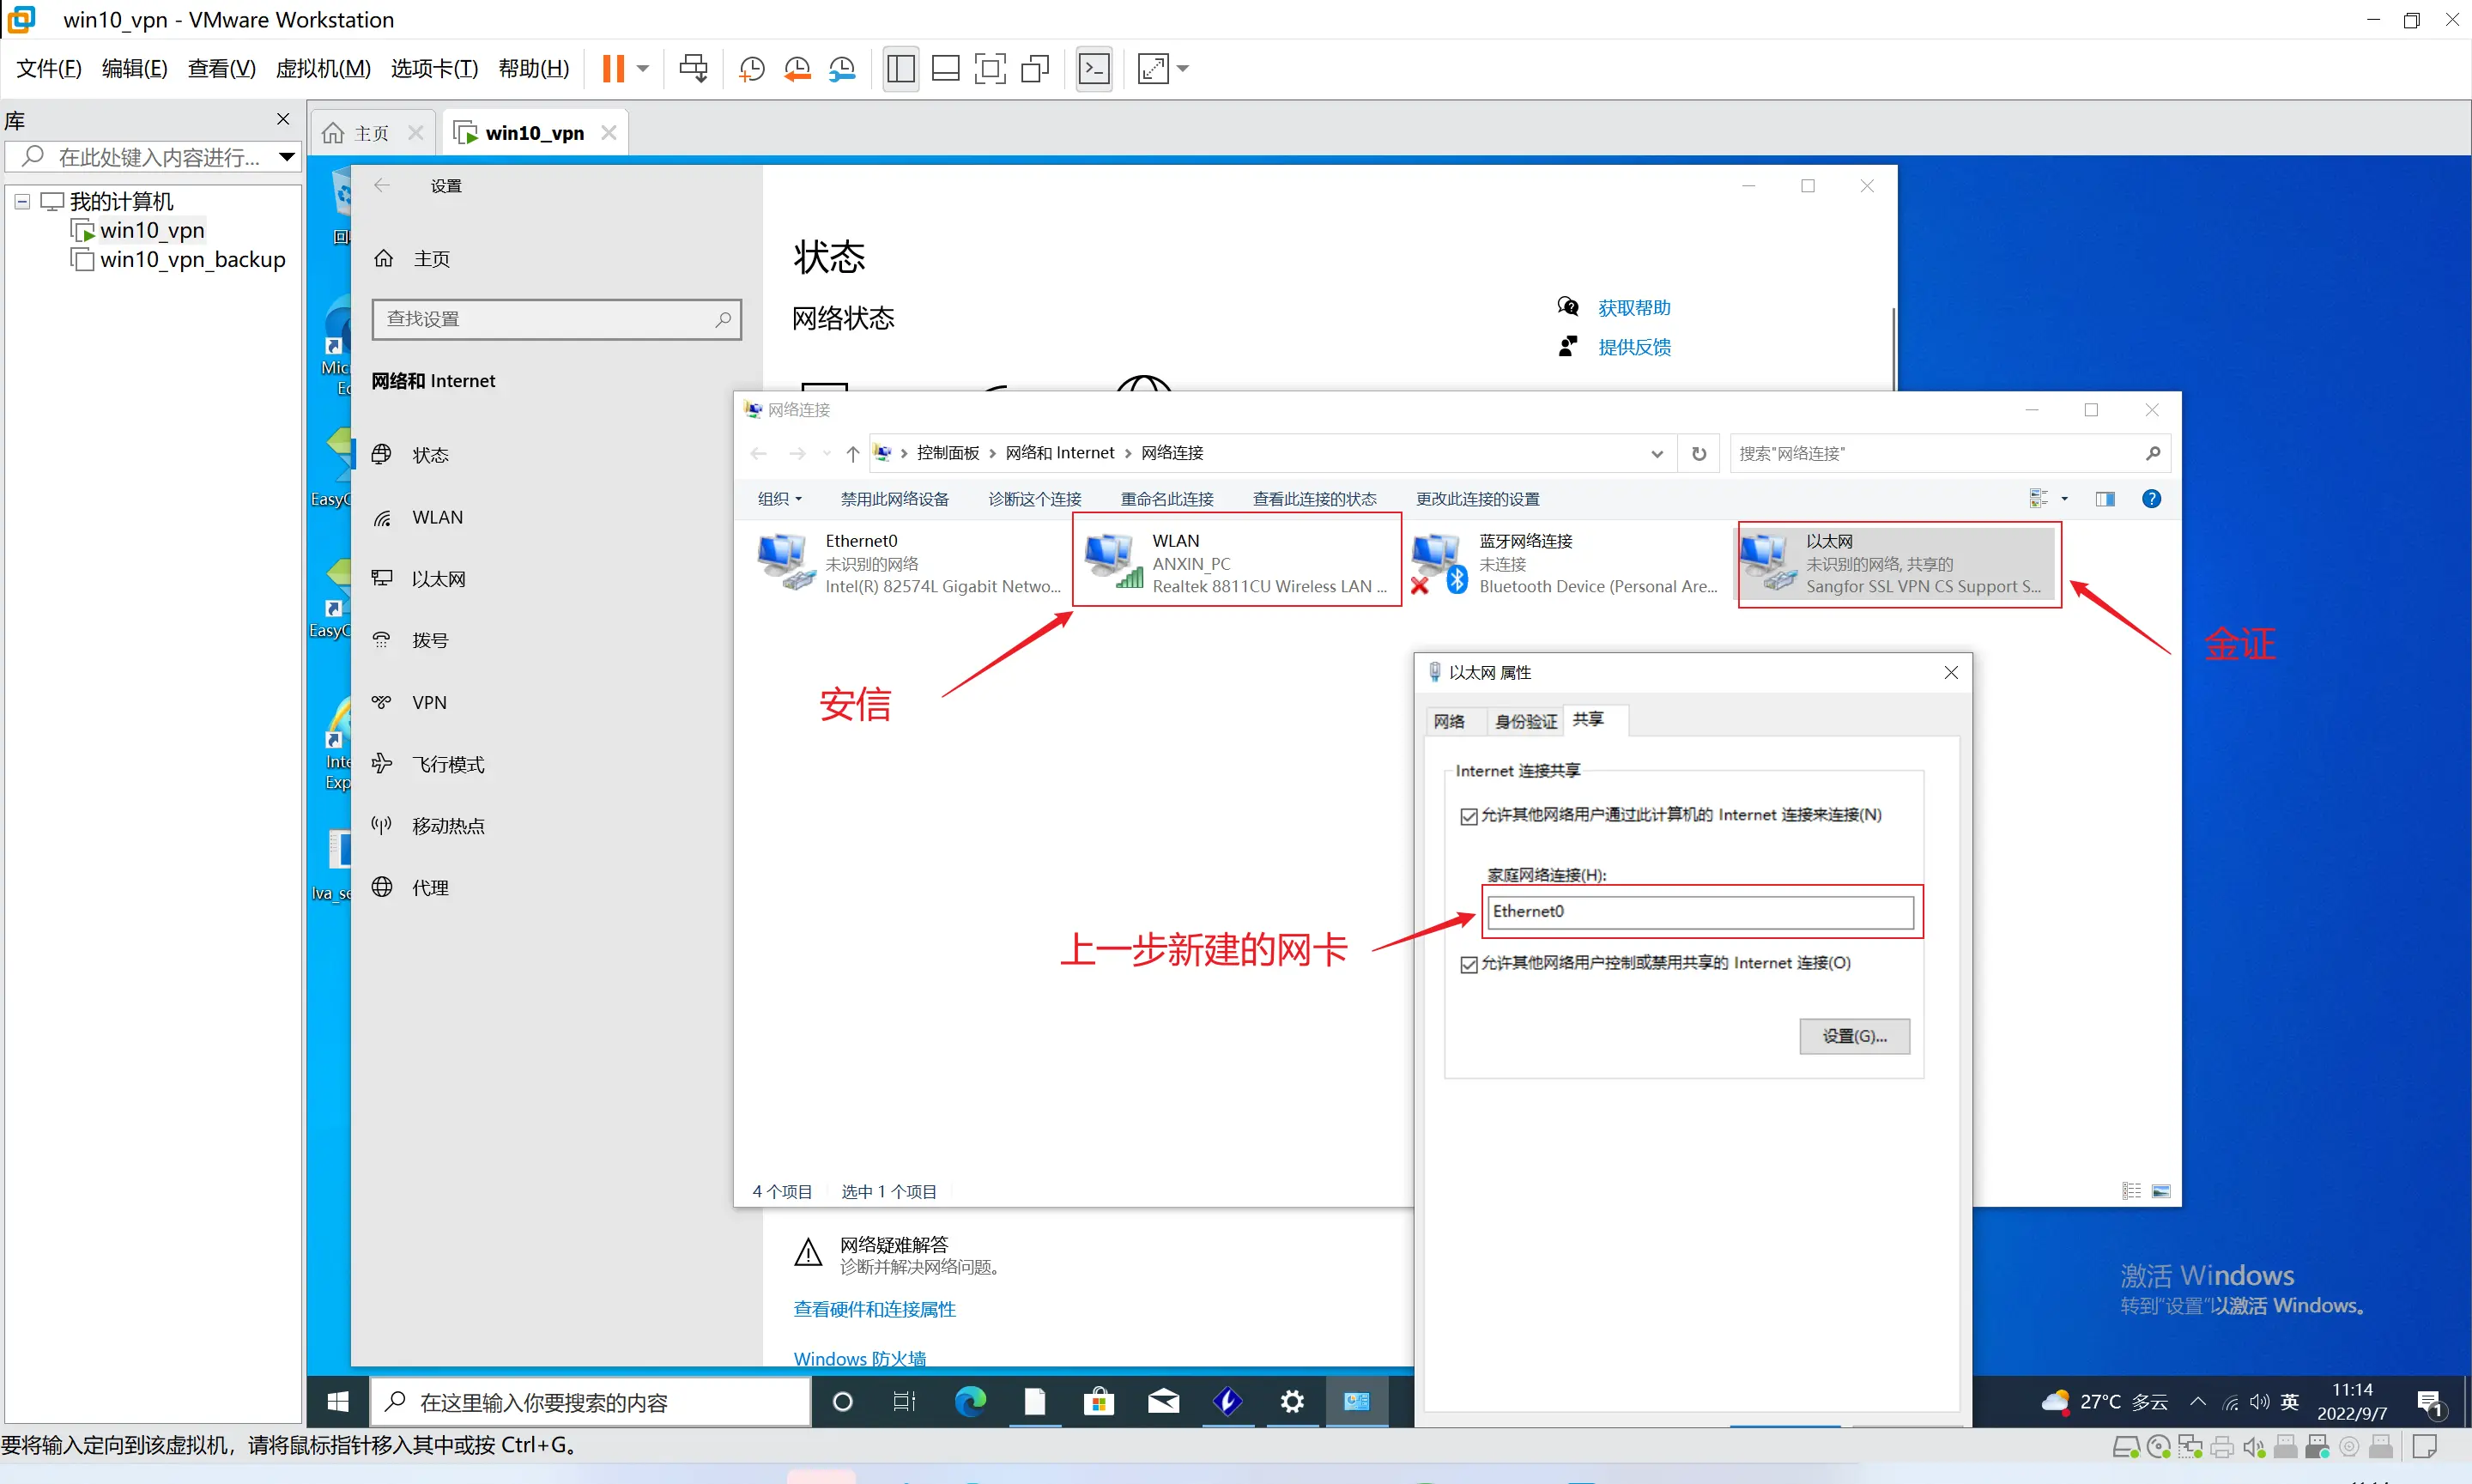 win10_vpn - VMware Workstation
文件(F) 编辑(E) 查看(V) 虚拟机(M) 选项卡(T) 帮助(H)
库
在此处键入内容进行...
我的计算机
win10_vpn
win10_vpn_backup
主页
win10_vpn
设置
主页
查找设置
网络和 Internet
状态
WLAN
以太网
拨号
VPN
飞行模式
移动热点
代理
状态
网络状态
获取帮助
提供反馈
网络连接
控制面板 网络和 Internet 网络连接
搜索"网络连接"
组织 禁用此网络设备 诊断这个连接 重命名此连接 查看此连接的状态 更改此连接的设置
Ethernet0
未识别的网络
Intel(R) 82574L Gigabit Netwo...
WLAN
ANXIN_PC
Realtek 8811CU Wireless LAN ...
蓝牙网络连接
未连接
Bluetooth Device (Personal Are...
以太网
未识别的网络, 共享的
Sangfor SSL VPN CS Support S...
安信
金证
以太网 属性
网络 身份验证 共享
Internet 连接共享
允许其他网络用户通过此计算机的 Internet 连接来连接(N)
家庭网络连接(H):
Ethernet0
上一步新建的网卡
允许其他网络用户控制或禁用共享的 Internet 连接(O)
设置(G)...
4 个项目 选中 1 个项目
网络疑难解答
诊断并解决网络问题。
查看硬件和连接属性
Windows 防火墙
激活 Windows
转到"设置"以激活 Windows。
在这里输入你要搜索的内容
27°C 多云
英
11:14
2022/9/7
1
要将输入定向到该虚拟机，请将鼠标指针移入其中或按 Ctrl+G。